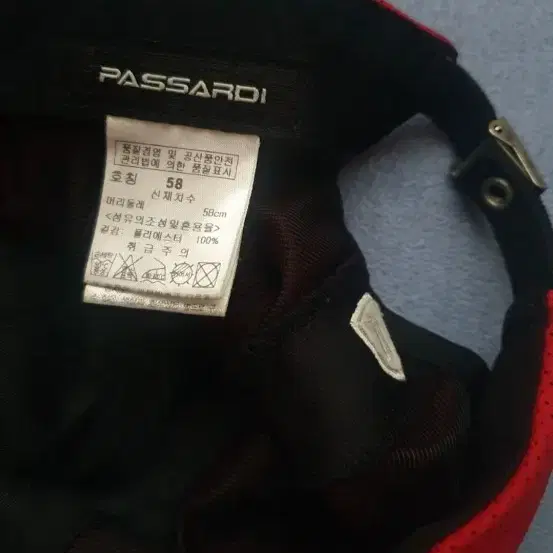 PASSARDI
품질경영 및 공산품안전
관리법에 의한 품질표시
호칭 58
신체치수
머리둘레 58cm
<섬유의조성및혼용율>
겉감: 폴리에스터 100%
취급주의